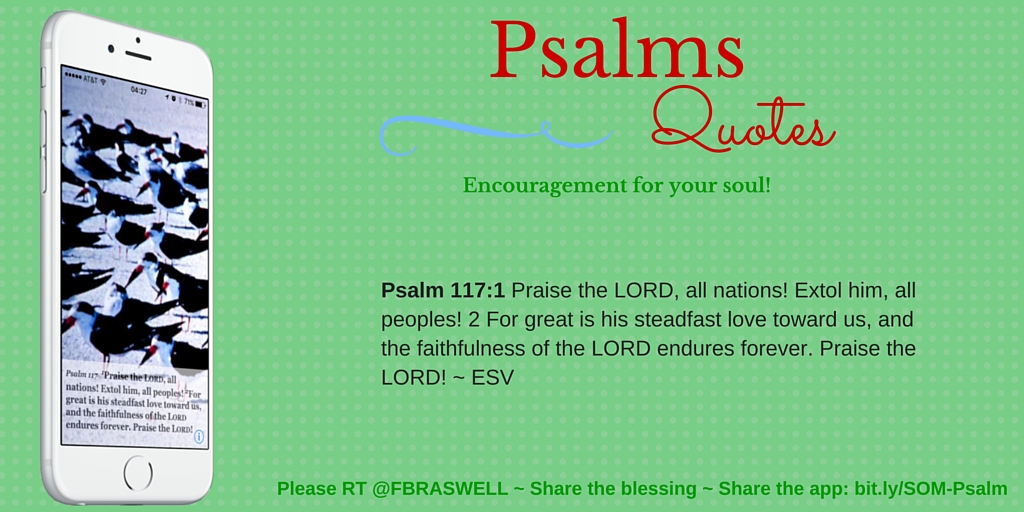 Psalms
Quotes
Encouragement for your soul!
Psalm 117:1 Praise the LORD, all nations! Extol him, all
peoples! 2 For great is his steadfast love toward us, and
the faithfulness of the LORD endures forever. Praise the
LORD! ~ ESV
Please RT @FBRASWELL ~ Share the blessing ~ Share the app: bit.ly/SOM-Psalm
AT&T 04:27 71%
Psalm 117 ¹Praise the LORD, all
nations! Extol him, all peoples! ²For
great is his steadfast love toward us,
and the faithfulness of the LORD
endures forever. Praise the LORD!